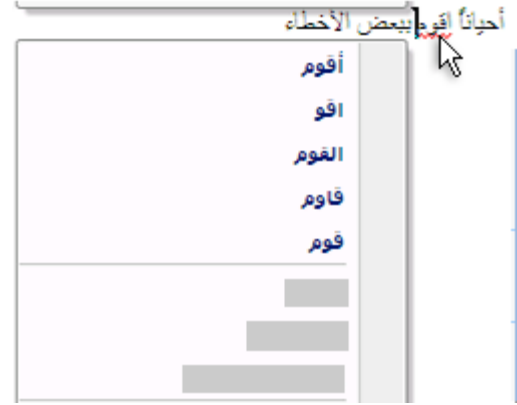 أحياناً اقوم ببعض الأخطاء
أقوم
اقو
القوم
قاوم
قوم